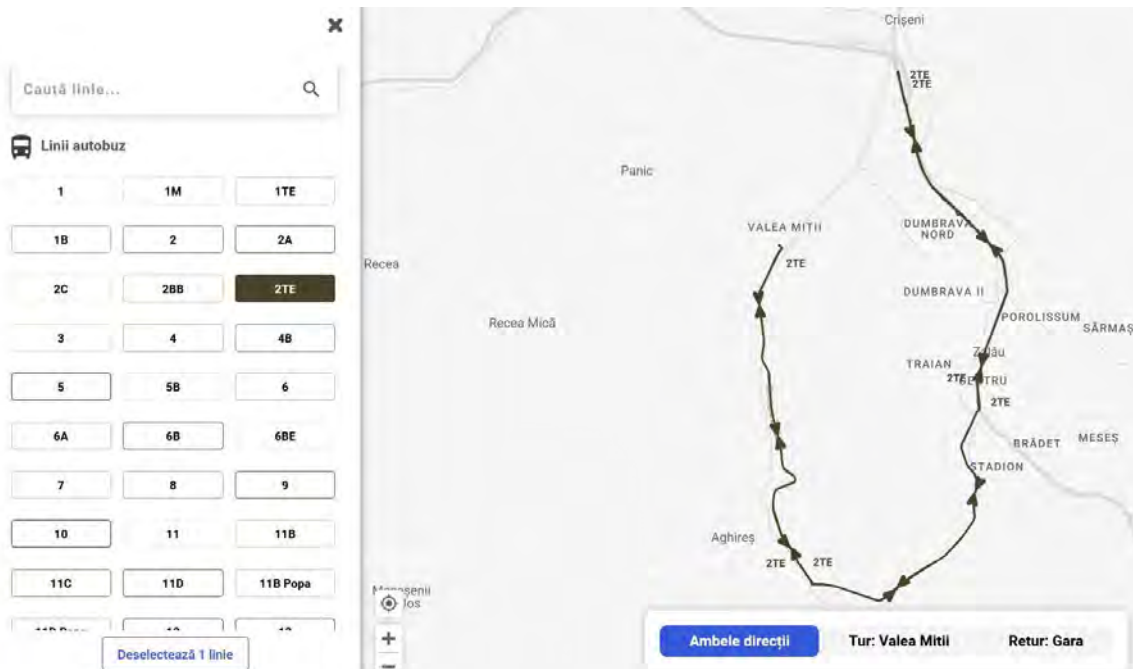 Caută linie...
Linii autobuz
1 1M 1TE
1B 2 2A
2C 2BB 2TE
3 4 4B
5 5B 6
6A 6B 6BE
7 8 9
10 11 11B
11C 11D 11B Popa
Deselectează 1 linie
Crișeni
2TE
2TE
Panic
VALEA MIȚII
DUMBRAVA
NORD
2TE
Recea
DUMBRAVA II
POROLISSUM
Recea Mică
SĂRMAȘ
Zalău
TRAIAN
2TE
CENTRU
2TE
BRĂDET
MESEȘ
STADION
Aghireș
2TE
2TE
Ambele direcții
Tur: Valea Mitii
Retur: Gara